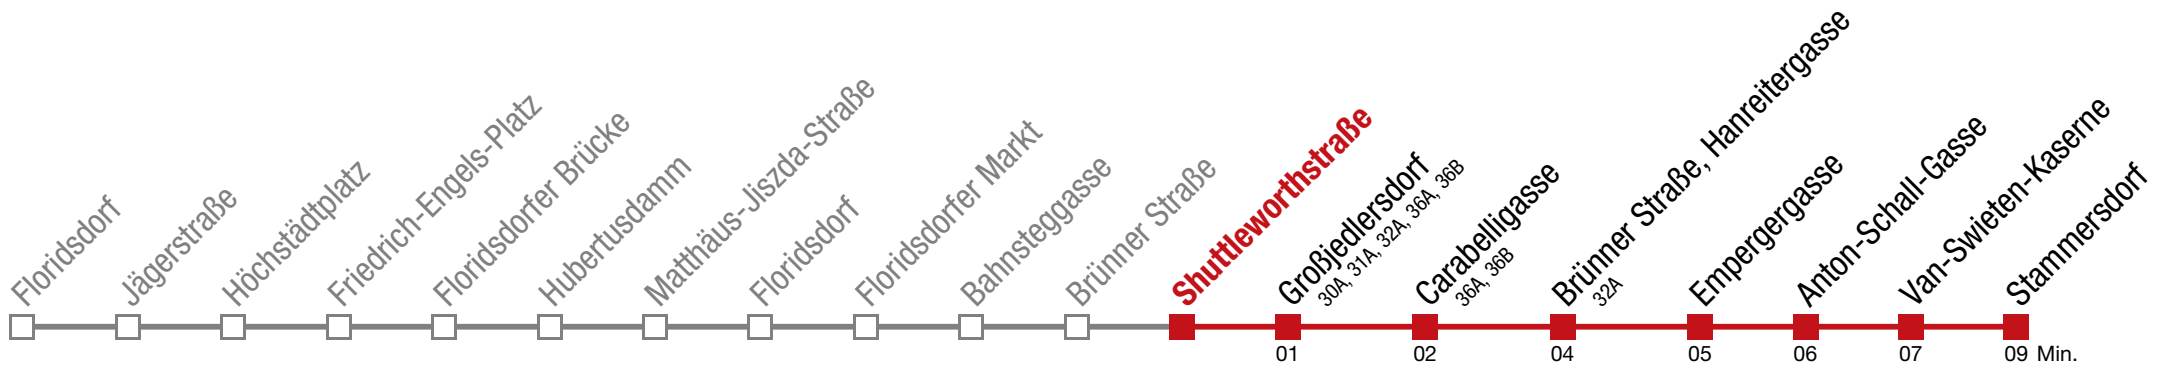 Floridsdorf
Jägerstraße
Höchstädtplatz
Friedrich-Engels-Platz
Floridsdorfer Brücke
Hubertusdamm
Matthäus-Jiszda-Straße
Floridsdorf
Floridsdorfer Markt
Bahnsteggasse
Brünner Straße
Shuttleworthstraße
Großjedlersdorf
30A, 31A, 32A, 36A, 36B
Carabelligasse
36A, 36B
Brünner Straße, Hanreitergasse
32A
Empergergasse
Anton-Schall-Gasse
Van-Swieten-Kaserne
Stammersdorf
01 02 04 05 06 07 09 Min.